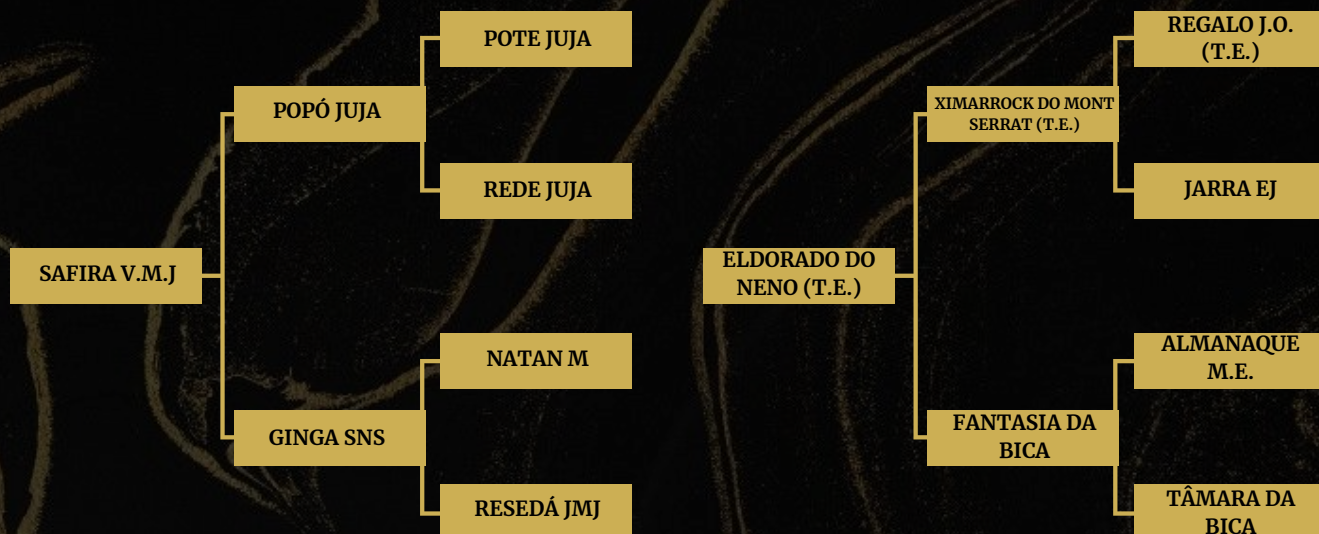 POTE JUJA
POPÓ JUJA
REDE JUJA
SAFIRA V.M.J
NATAN M
GINGA SNS
RESEDÁ JMJ
REGALO J.O.
(T.E.)
XIMARROCK DO MONT
SERRAT (T.E.)
JARRA EJ
ELDORADO DO
NENO (T.E.)
ALMANAQUE
M.E.
FANTASIA DA
BICA
TÂMARA DA
BICA